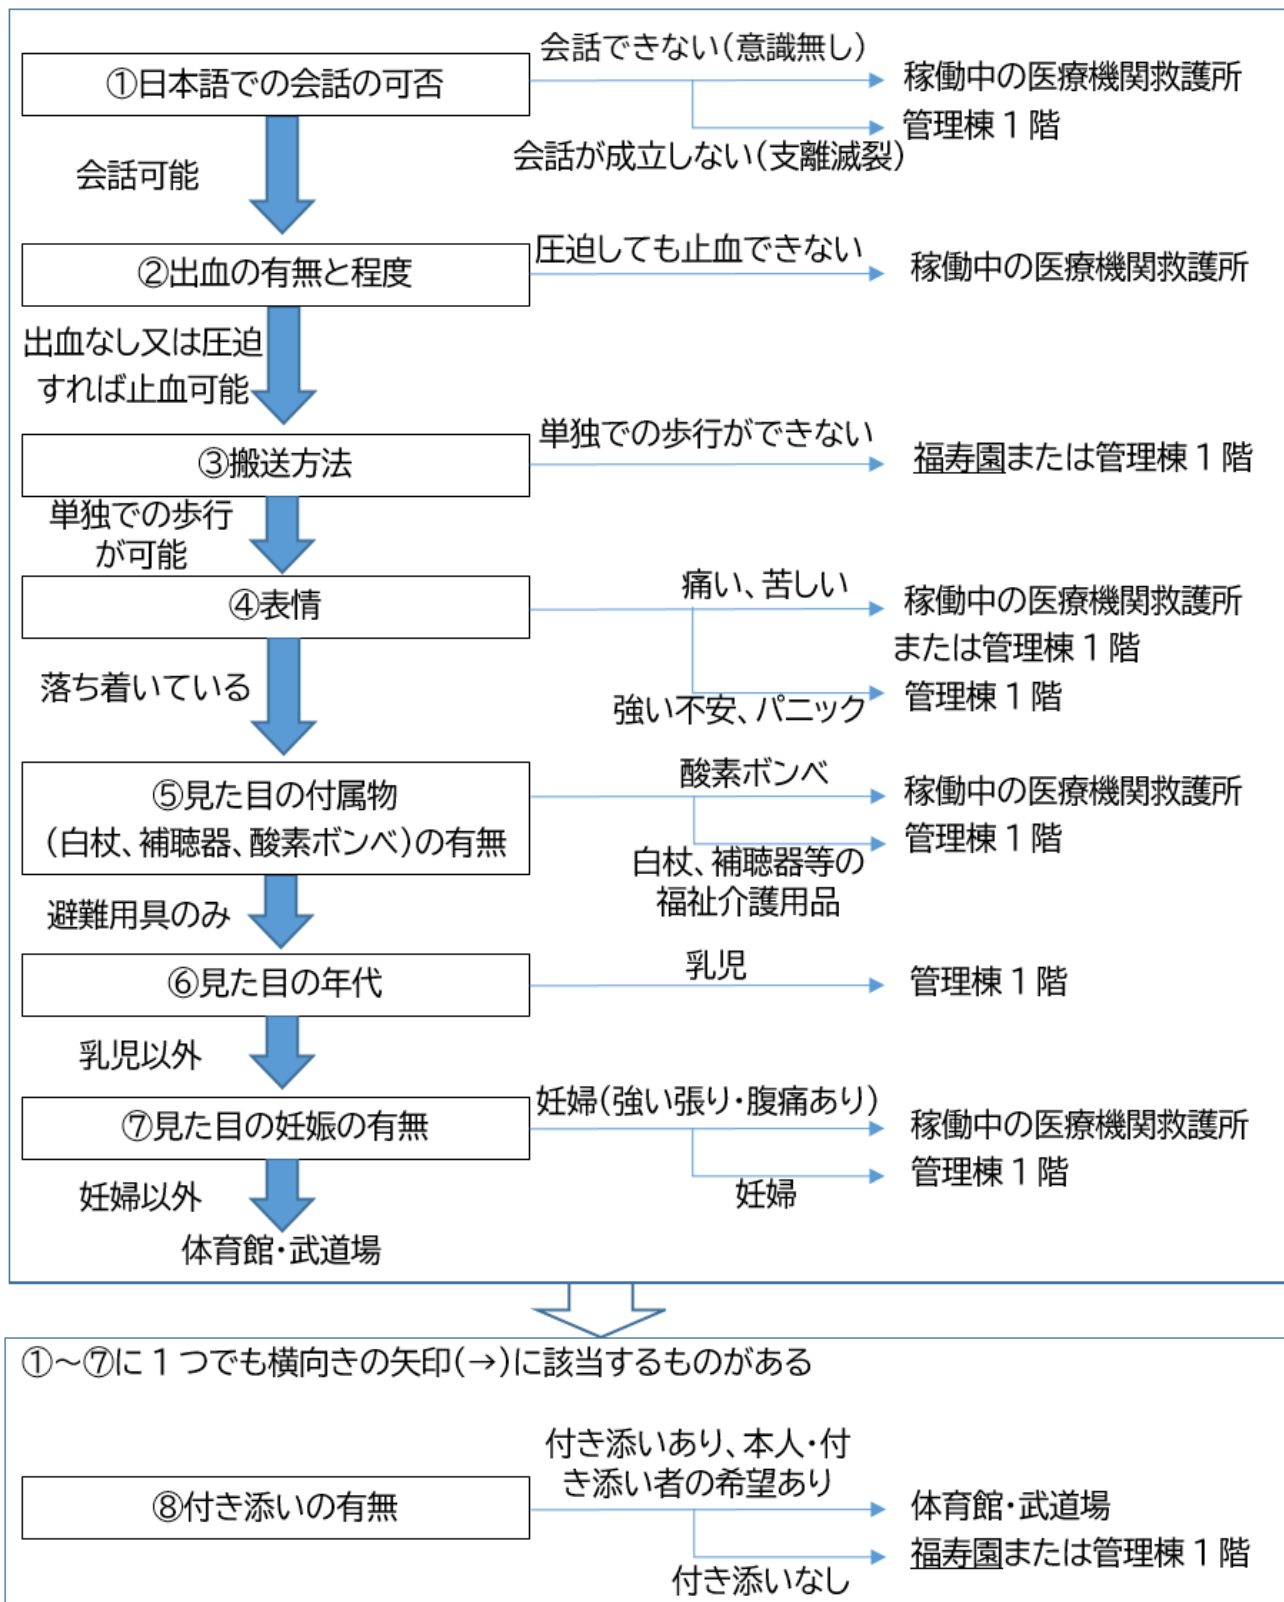 会話できない(意識無し)
①日本語での会話の可否
稼働中の医療機関救護所
管理棟1階
会話が成立しない(支離滅裂)
会話可能
圧迫しても止血できない
②出血の有無と程度
稼働中の医療機関救護所
出血なし又は圧迫
すれば止血可能
単独での歩行ができない
③搬送方法
福寿園または管理棟1階
単独での歩行
が可能
痛い、苦しい
④表情
稼働中の医療機関救護所
または管理棟1階
落ち着いている
管理棟1階
強い不安、パニック
酸素ボンベ
⑤見た目の付属物
(白杖、補聴器、酸素ボンベ)の有無
稼働中の医療機関救護所
管理棟1階
白杖、補聴器等の
福祉介護用品
避難用具のみ
乳児
⑥見た目の年代
管理棟1階
乳児以外
妊婦(強い張り・腹痛あり)
⑦見た目の妊娠の有無
稼働中の医療機関救護所
管理棟1階
妊婦
妊婦以外
体育館・武道場
①～⑦に1つでも横向きの矢印(→)に該当するものがある
付き添いあり、本人・付
き添い者の希望あり
⑧付き添いの有無
体育館・武道場
福寿園または管理棟1階
付き添いなし